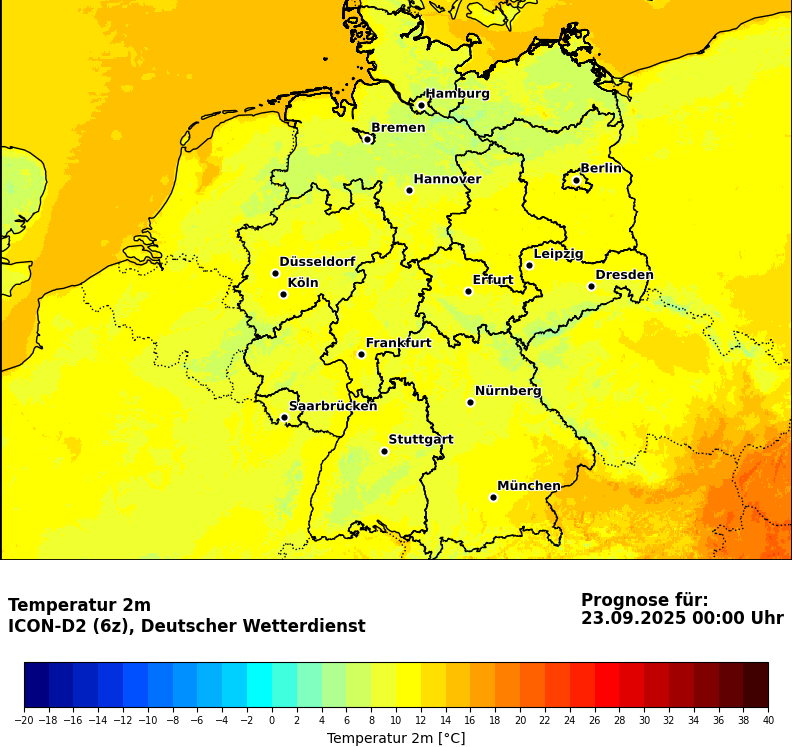 Hamburg
Bremen
Berlin
Hannover
Leipzig
Düsseldorf
Dresden
Köln
Erfurt
Frankfurt
Nürnberg
Saarbrücken
Stuttgart
München
Temperatur 2m
ICON-D2 (6z), Deutscher Wetterdienst
Prognose für:
23.09.2025 00:00 Uhr
−20 −18 −16 −14 −12 −10 −8 −6 −4 −2 0 2 4 6 8 10 12 14 16 18 20 22 24 26 28 30 32 34 36 38 40
Temperatur 2m [°C]